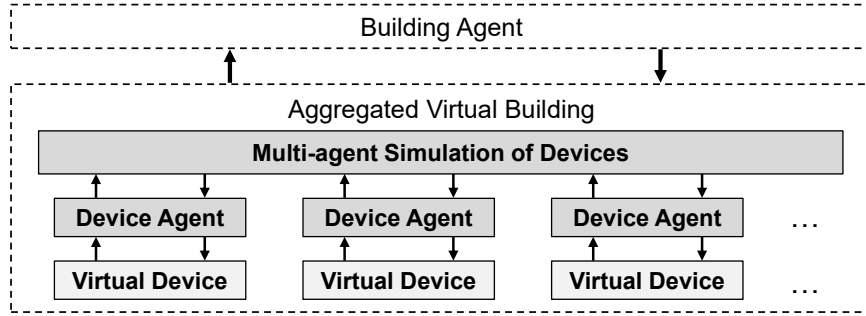 Building Agent
Aggregated Virtual Building
Multi-agent Simulation of Devices
Device Agent Device Agent Device Agent ...
Virtual Device Virtual Device Virtual Device ...